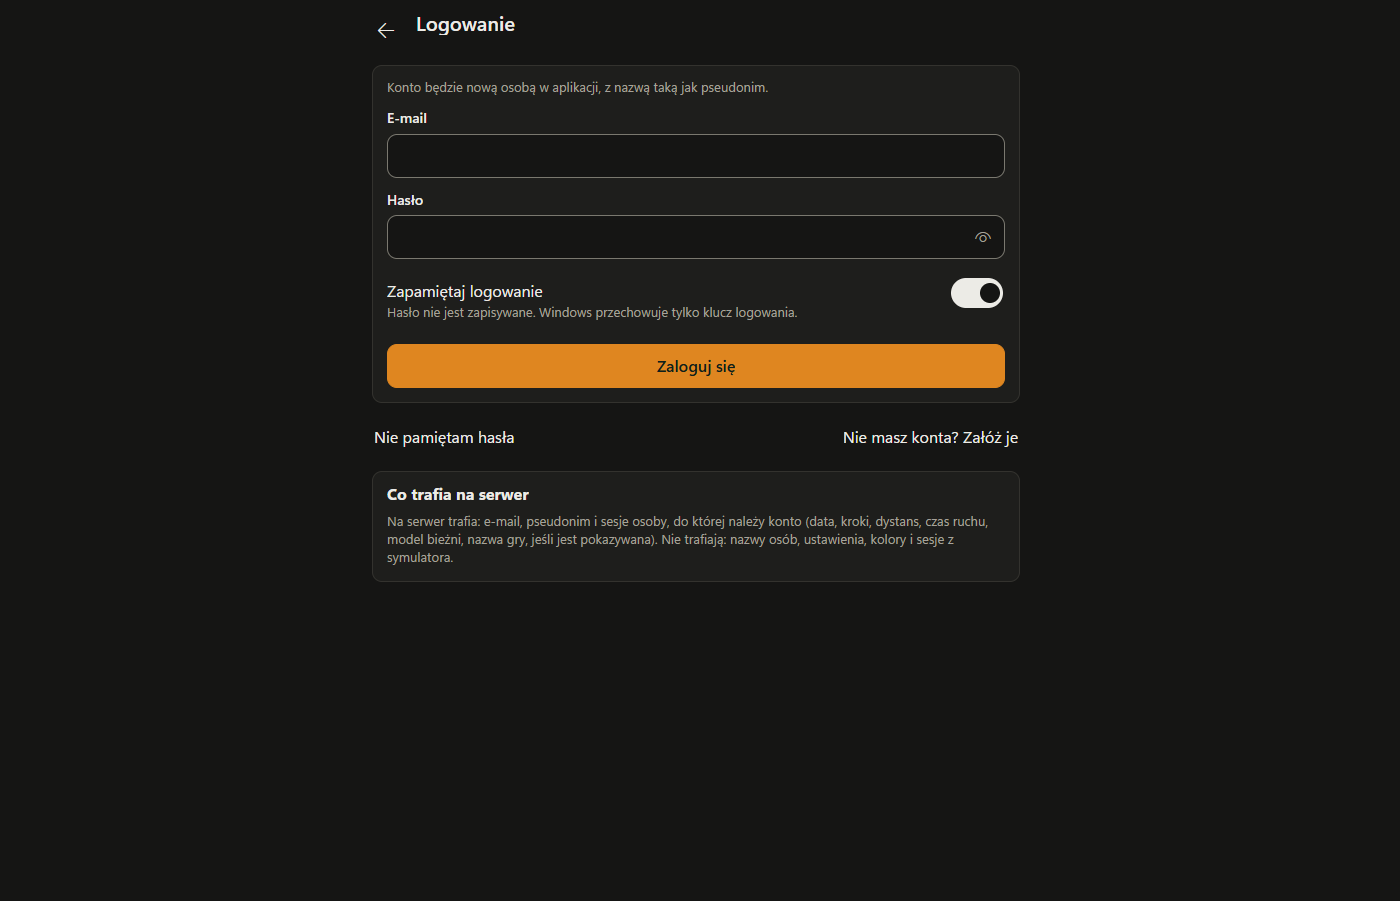 Logowanie
Konto będzie nową osobą w aplikacji, z nazwą taką jak pseudonim.
E-mail
Hasło
Zapamiętaj logowanie
Hasło nie jest zapisywane. Windows przechowuje tylko klucz logowania.
Zaloguj się
Nie pamiętam hasła
Nie masz konta? Załóż je
Co trafia na serwer
Na serwer trafia: e-mail, pseudonim i sesje osoby, do której należy konto (data, kroki, dystans, czas ruchu,
model bieżni, nazwa gry, jeśli jest pokazywana). Nie trafiają: nazwy osób, ustawienia, kolory i sesje z
symulatora.